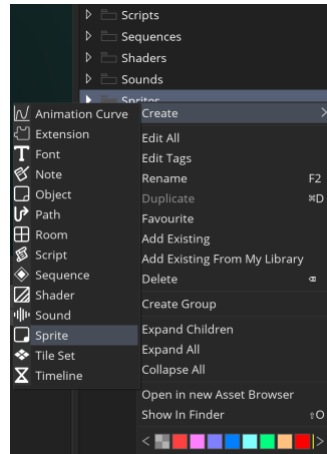 Scripts
Sequences
Shaders
Sounds
Sprites
Animation Curve
Extension
Font
Note
Object
Path
Room
Script
Sequence
Shader
Sound
Sprite
Tile Set
Timeline
Create >
Edit All
Edit Tags
Rename F2
Duplicate ⌘D
Favourite
Add Existing
Add Existing From My Library
Delete ⌫
Create Group
Expand Children
Expand All
Collapse All
Open in new Asset Browser
Show In Finder ⇧O